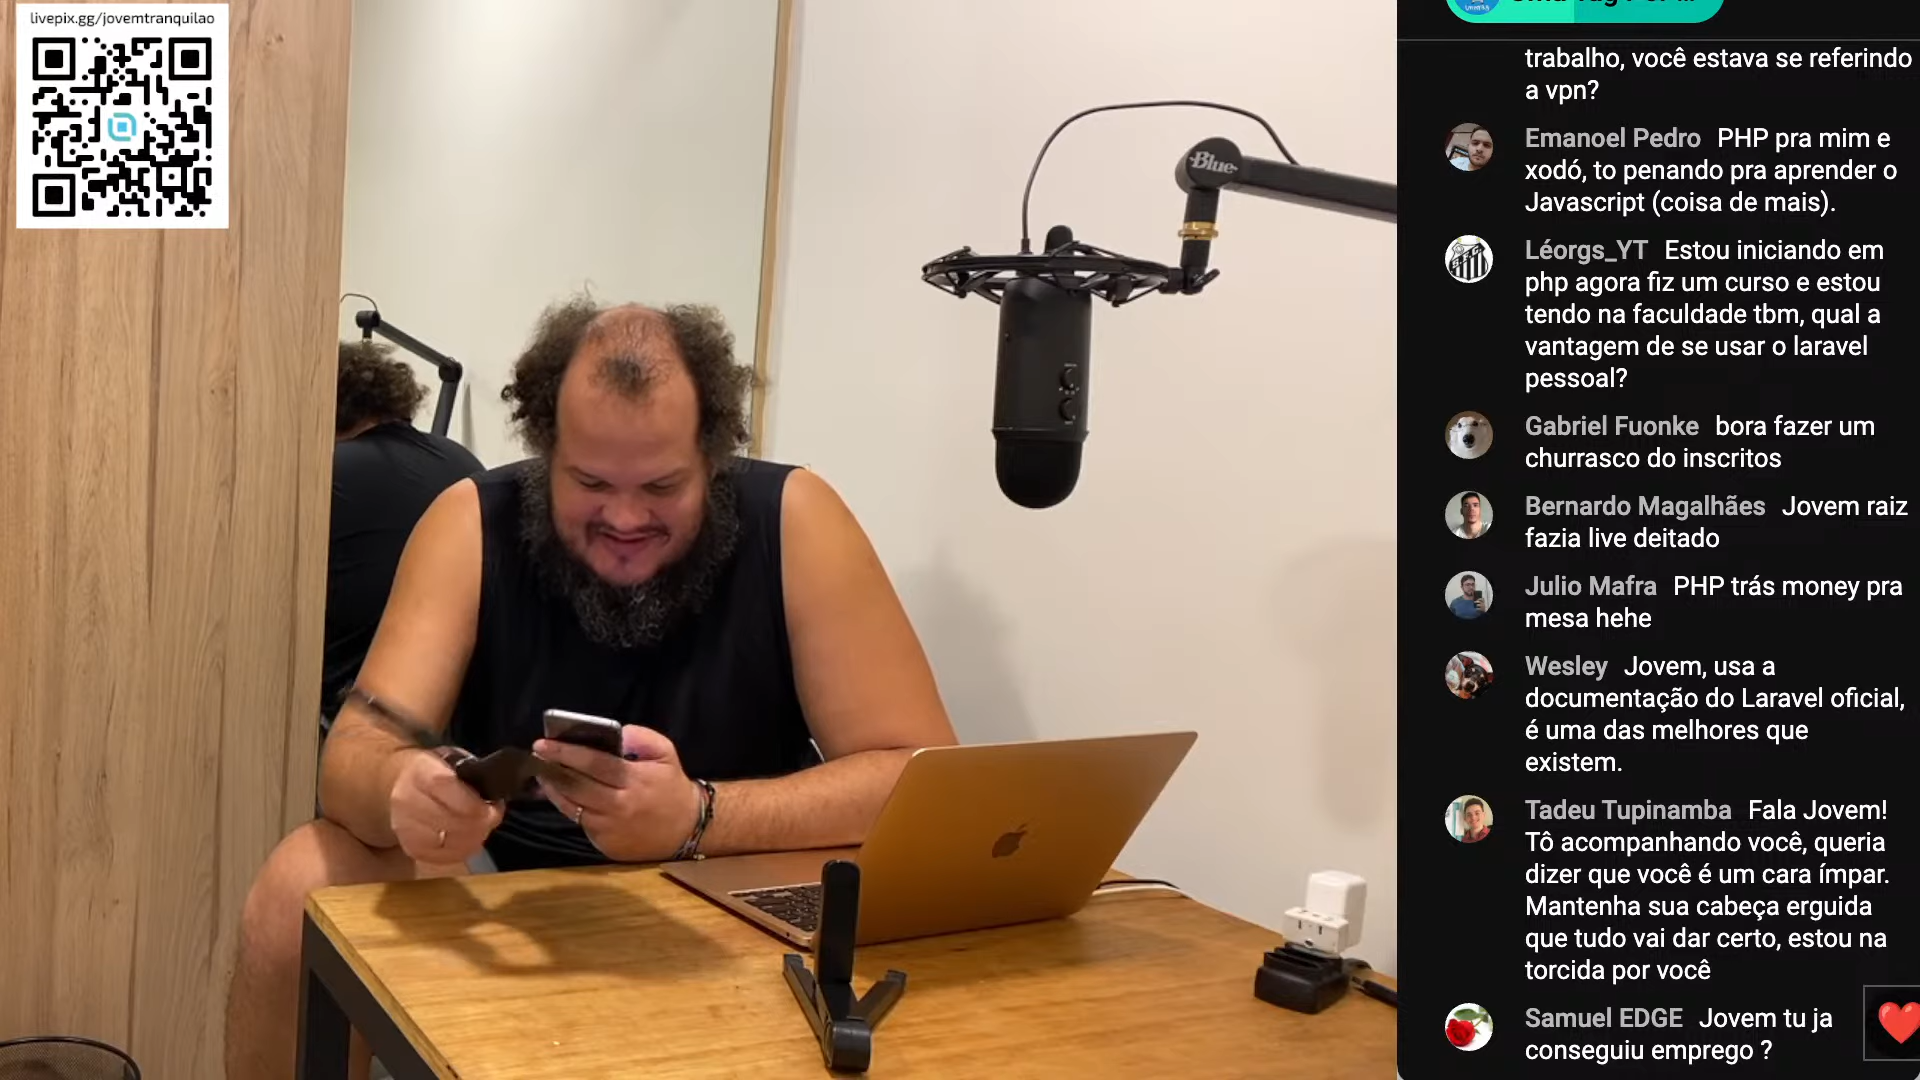 livepix.gg/jovemtranquilao
Blue
trabalho, você estava se referindo
a vpn?
Emanoel Pedro PHP pra mim e
xodó, to penando pra aprender o
Javascript (coisa de mais).
Léorgs_YT Estou iniciando em
php agora fiz um curso e estou
tendo na faculdade tbm, qual a
vantagem de se usar o laravel
pessoal?
Gabriel Fuonke bora fazer um
churrasco do inscritos
Bernardo Magalhães Jovem raiz
fazia live deitado
Julio Mafra PHP trás money pra
mesa hehe
Wesley Jovem, usa a
documentação do Laravel oficial,
é uma das melhores que
existem.
Tadeu Tupinamba Fala Jovem!
Tô acompanhando você, queria
dizer que você é um cara ímpar.
Mantenha sua cabeça erguida
que tudo vai dar certo, estou na
torcida por você
Samuel EDGE Jovem tu ja
conseguiu emprego ?